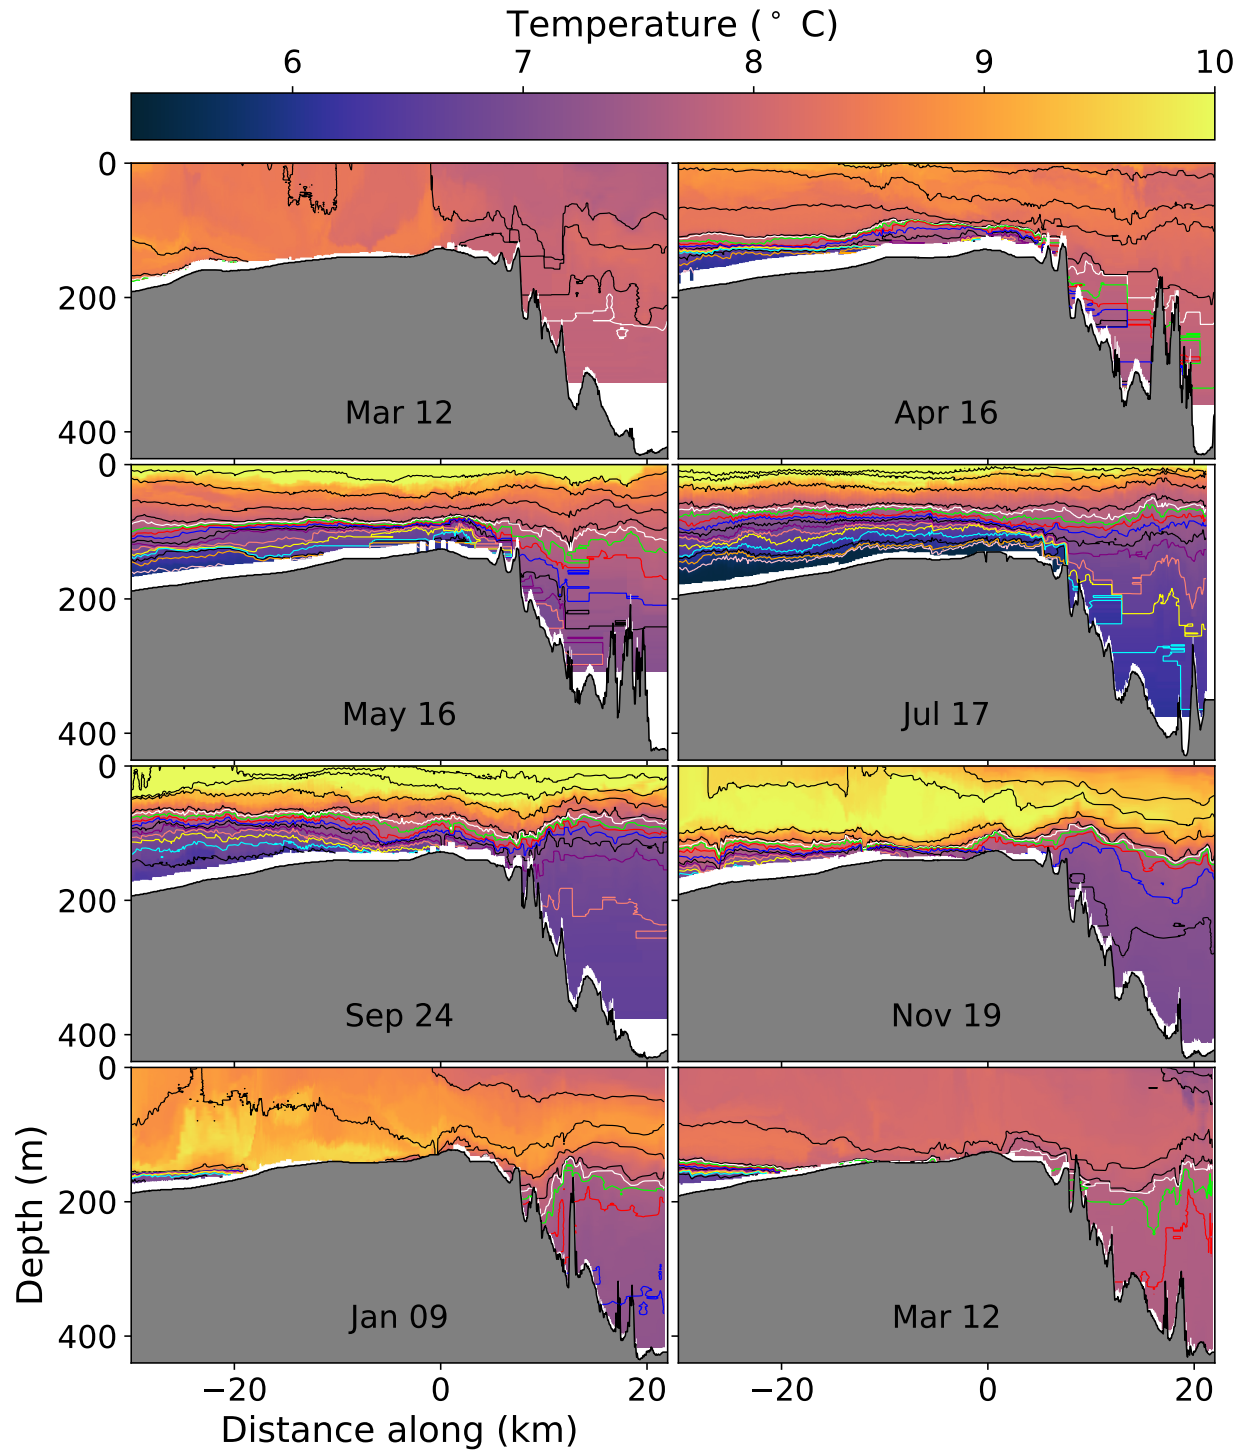 Temperature (° C)
6 7 8 9 10
0
200
400
Mar 12
Apr 16
0
200
400
May 16
Jul 17
0
200
400
Sep 24
Nov 19
0
200
400
Jan 09
Mar 12
Depth (m)
−20 0 20 −20 0 20
Distance along (km)